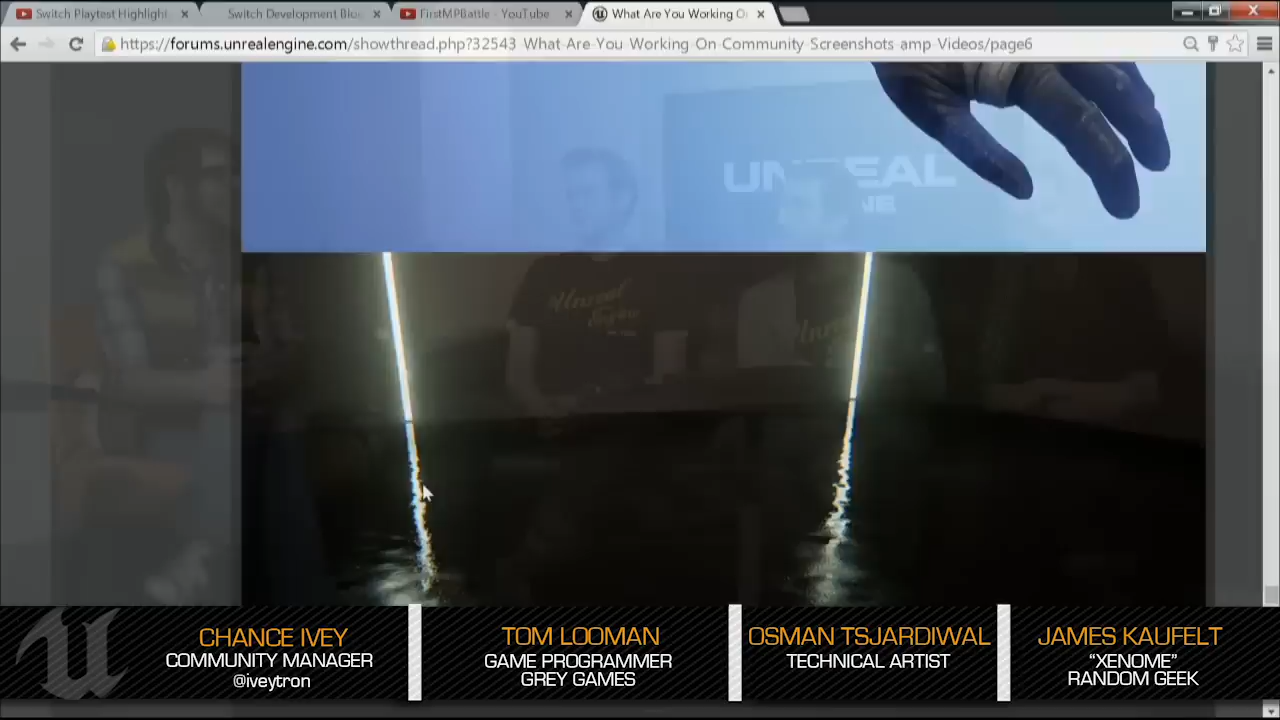 Switch Playtest Highlight
Switch Development Blo
FirstMPBattle - YouTube
What Are You Working O
https://forums.unrealengine.com/showthread.php?32543-What-Are-You-Working-On-Community-Screenshots-amp-Videos/page6
UNREAL
Unreal
Engine
CHANCE IVEY
COMMUNITY MANAGER
@iveytron
TOM LOOMAN
GAME PROGRAMMER
GREY GAMES
OSMAN TSJARDIWAL
TECHNICAL ARTIST
JAMES KAUFELT
“XENOME”
RANDOM GEEK